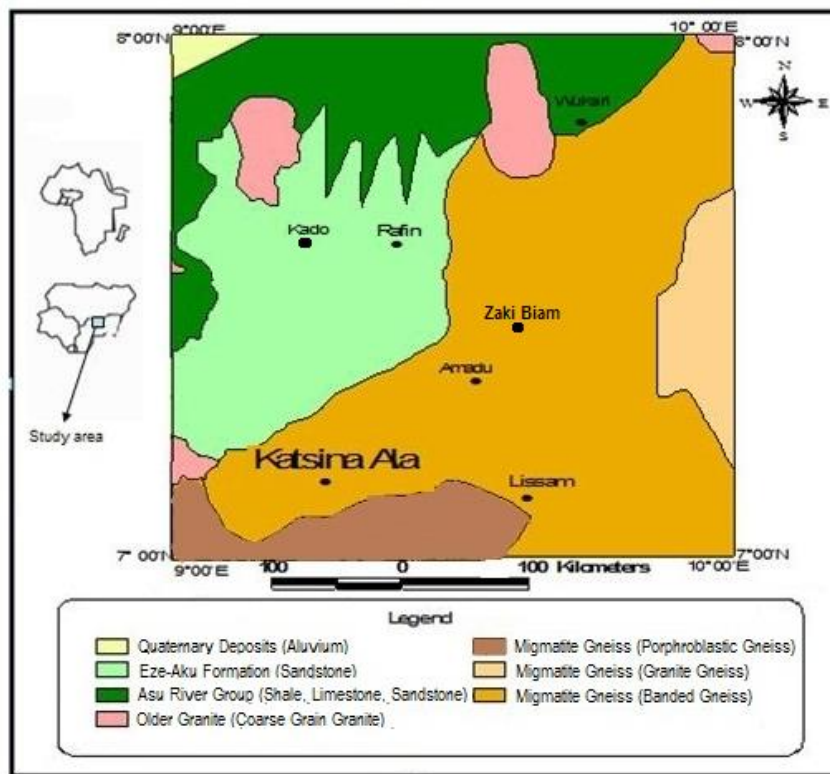 9°00'E 10° 00'E
8°00'N 8°00'N
N
W E
S
Wukari
Kado Rafin
Zaki Biam
Amadu
Study area
Katsina Ala
Lissam
7° 00'N 7°00'N
9°00'E 10°00'E
100 0 100 Kilometers
Legend
Quaternary Deposits (Aluvium)
Eze-Aku Formation (Sandstone)
Asu River Group (Shale, Limestone, Sandstone)
Older Granite (Coarse Grain Granite)
Migmatite Gneiss (Porphroblastic Gneiss)
Migmatite Gneiss (Granite Gneiss)
Migmatite Gneiss (Banded Gneiss)